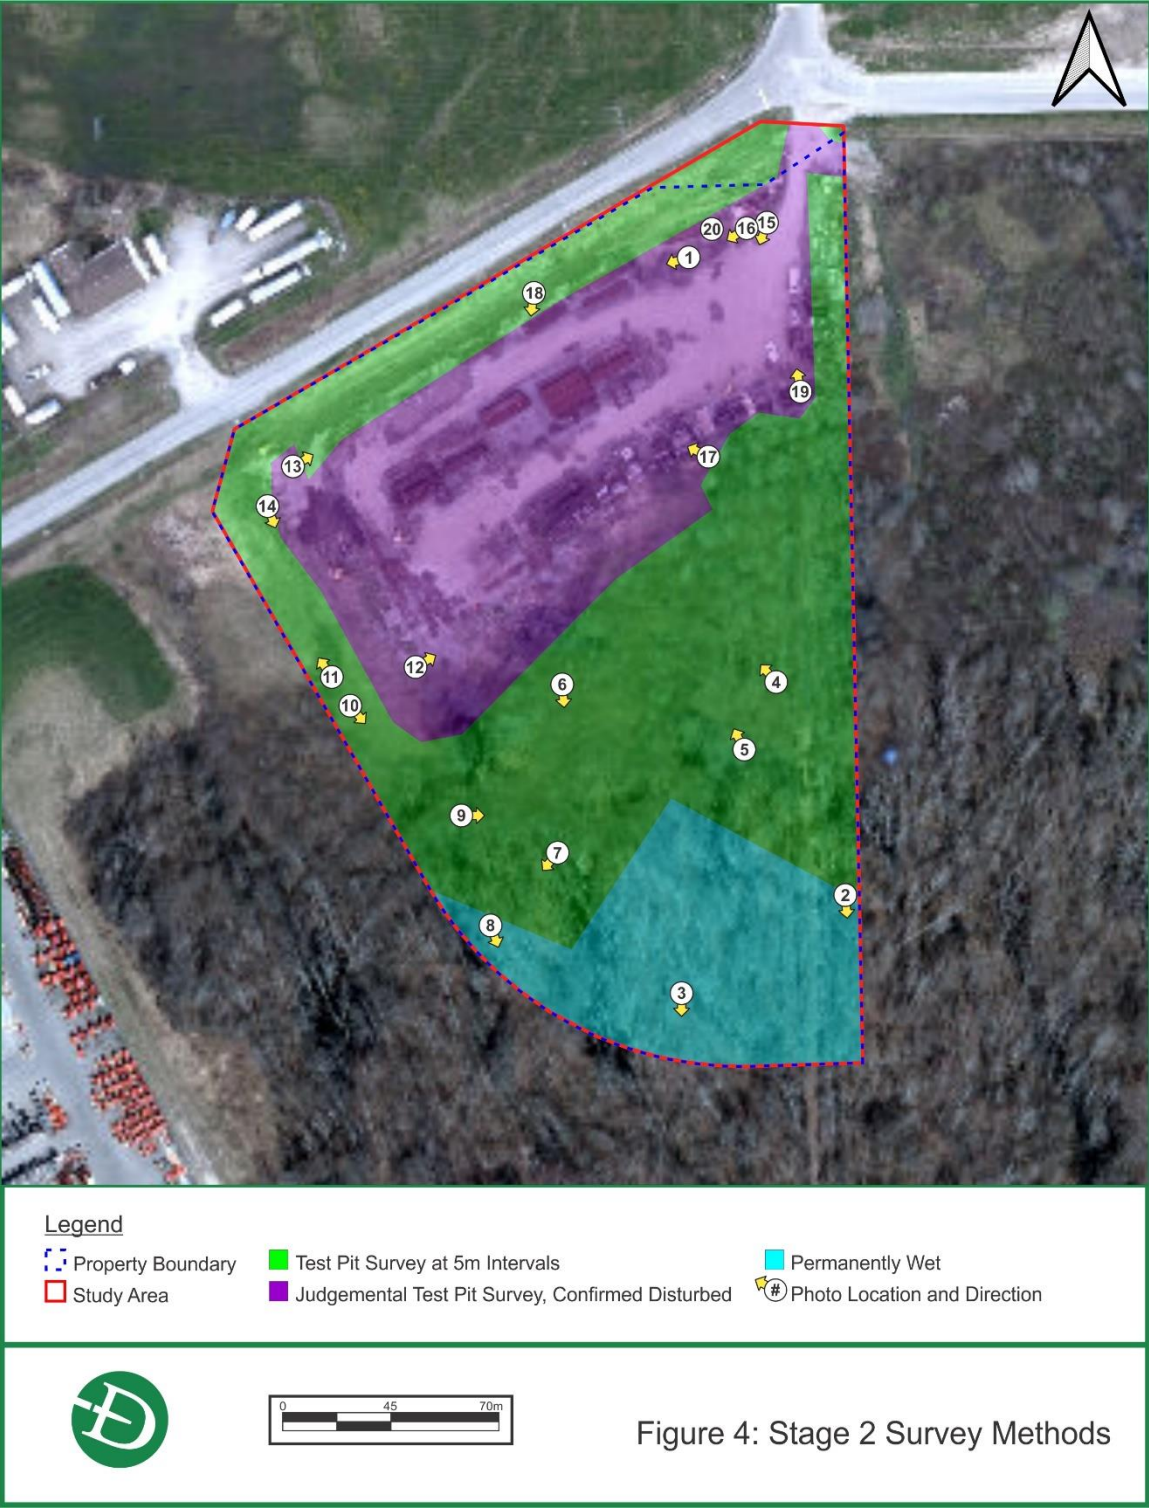 15
16
20
1
18
19
17
13
14
12
11
6
4
10
5
9
7
2
8
3
Legend
Property Boundary
Test Pit Survey at 5m Intervals
Permanently Wet
Study Area
Judgemental Test Pit Survey, Confirmed Disturbed
# Photo Location and Direction
0 45 70m
D
Figure 4: Stage 2 Survey Methods